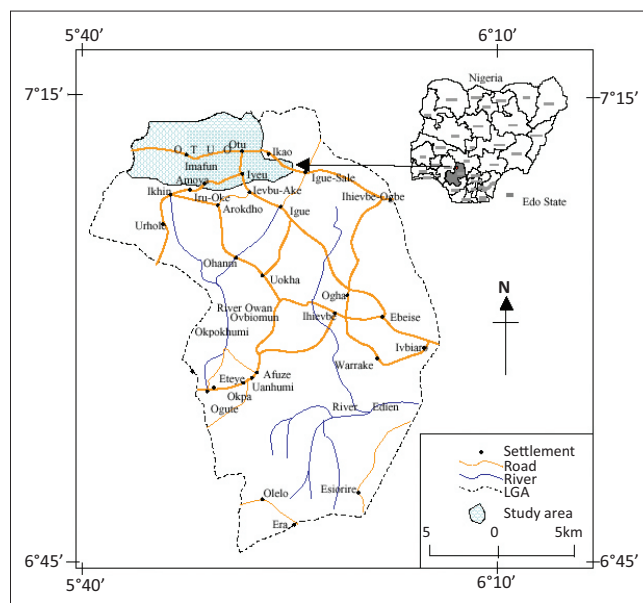 5°40 6°10
7°15' 7°15'
Nigeria
Edo State
OTUO
Otu
Ikao
Imafun
Amoya
Iyeu
Igue-Sale
Ikhin
Iru-Oke
Ievbu-Ake
Ihievbe-Ogbe
Arokdho
Igue
Urhole
Ohanm
Uokha
Ogha
River Owan
Ovbiomun
Ihievbe
Ebeise
Okpokhumi
Ivbiaro
Warrake
Afuze
Eteye
Uanhumi
Okpa
Ogute
River Edien
Olelo
Esiorire
Era
N
Settlement
Road
River
LGA
Study area
5 0 5km
6°45' 6°45'
5°40 6°10